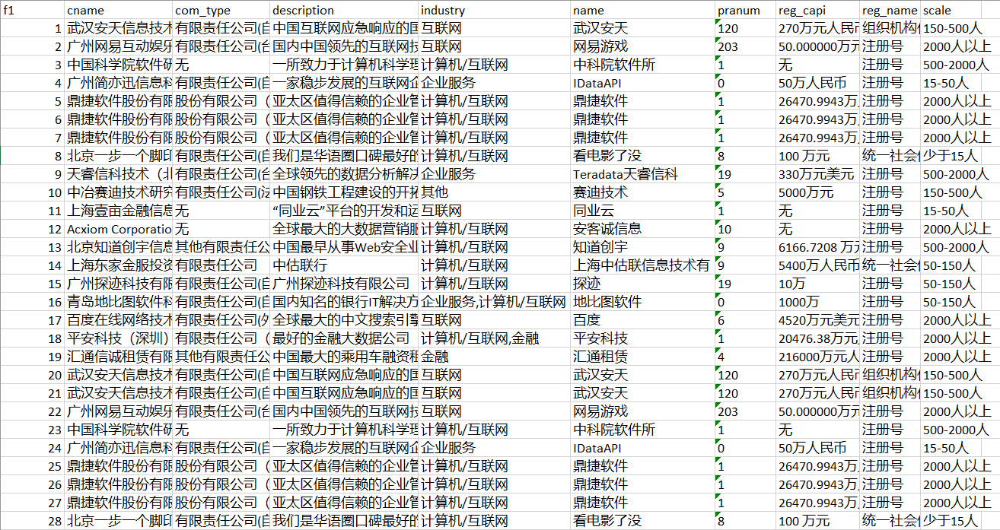 f1 cname com_type description industry name pranum reg_capi reg_name scale
1 武汉安天信息技术 有限责任公司(自 中国互联网应急响应的国 互联网 武汉安天 120 270万元人民币 组织机构代 150-500人
2 广州网易互动娱乐 有限责任公司(台 国内中国领先的互联网技 互联网 网易游戏 203 50.000000万元 注册号 2000人以上
3 中国科学院软件研 无 一所致力于计算机科学理 计算机/互联网 中科院软件所 1 无 注册号 500-2000人
4 广州简亦迅信息科 有限责任公司(自 一家稳步发展的互联网企 企业服务 IDataAPI 0 50万人民币 注册号 15-50人
5 鼎捷软件股份有限 股份有限公司（ 亚太区值得信赖的企业管 计算机/互联网 鼎捷软件 1 26470.9943万 注册号 2000人以上
6 鼎捷软件股份有限 股份有限公司（ 亚太区值得信赖的企业管 计算机/互联网 鼎捷软件 1 26470.9943万 注册号 2000人以上
7 鼎捷软件股份有限 股份有限公司（ 亚太区值得信赖的企业管 计算机/互联网 鼎捷软件 1 26470.9943万 注册号 2000人以上
8 北京一步一个脚印 有限责任公司(自 我们是华语圈口碑最好的 计算机/互联网 看电影了没 8 100 万元 统一社会信 少于15人
9 天睿信科技术（北 有限责任公司(台 全球领先的数据分析解决 企业服务 Teradata天睿信科 19 330万元美元 注册号 500-2000人
10 中冶赛迪技术研究 有限责任公司(法 中国钢铁工程建设的开拓 其他 赛迪技术 5 5000万元 注册号 150-500人
11 上海壹亩金融信息 无 “同业云”平台的开发和运 互联网 同业云 1 无 注册号 15-50人
12 Acxiom Corporatio 无 全球最大的大数据营销服 计算机/互联网 安客诚信息 10 无 注册号 2000人以上
13 北京知道创宇信息 其他有限责任公 中国最早从事Web安全业 计算机/互联网 知道创宇 9 6166.7208 万元 注册号 500-2000人
14 上海东家金服投资 有限责任公司 中估联行 计算机/互联网 上海中估联信息技术有 9 5400万人民币 统一社会信 50-150人
15 广州探迹科技有限 有限责任公司(自 广州探迹科技有限公司 计算机/互联网 探迹 19 10万 注册号 50-150人
16 青岛地比图软件科 有限责任公司(自 国内知名的银行IT解决方 企业服务,计算机/互联网 地比图软件 0 1000万 注册号 50-150人
17 百度在线网络技术 有限责任公司(外 全球最大的中文搜索引擎 互联网 百度 6 4520万元美元 注册号 2000人以上
18 平安科技（深圳） 有限责任公司（ 最好的金融大数据公司 计算机/互联网,金融 平安科技 1 20476.38万元 注册号 2000人以上
19 汇通信诚租赁有限 其他有限责任公 中国最大的乘用车融资租 金融 汇通租赁 4 216000万元人 注册号 2000人以上
20 武汉安天信息技术 有限责任公司(自 中国互联网应急响应的国 互联网 武汉安天 120 270万元人民币 组织机构代 150-500人
21 武汉安天信息技术 有限责任公司(自 中国互联网应急响应的国 互联网 武汉安天 120 270万元人民币 组织机构代 150-500人
22 广州网易互动娱乐 有限责任公司(台 国内中国领先的互联网技 互联网 网易游戏 203 50.000000万元 注册号 2000人以上
23 中国科学院软件研 无 一所致力于计算机科学理 计算机/互联网 中科院软件所 1 无 注册号 500-2000人
24 广州简亦迅信息科 有限责任公司(自 一家稳步发展的互联网企 企业服务 IDataAPI 0 50万人民币 注册号 15-50人
25 鼎捷软件股份有限 股份有限公司（ 亚太区值得信赖的企业管 计算机/互联网 鼎捷软件 1 26470.9943万 注册号 2000人以上
26 鼎捷软件股份有限 股份有限公司（ 亚太区值得信赖的企业管 计算机/互联网 鼎捷软件 1 26470.9943万 注册号 2000人以上
27 鼎捷软件股份有限 股份有限公司（ 亚太区值得信赖的企业管 计算机/互联网 鼎捷软件 1 26470.9943万 注册号 2000人以上
28 北京一步一个脚印 有限责任公司(自 我们是华语圈口碑最好的 计算机/互联网 看电影了没 8 100 万元 统一社会信 少于15人